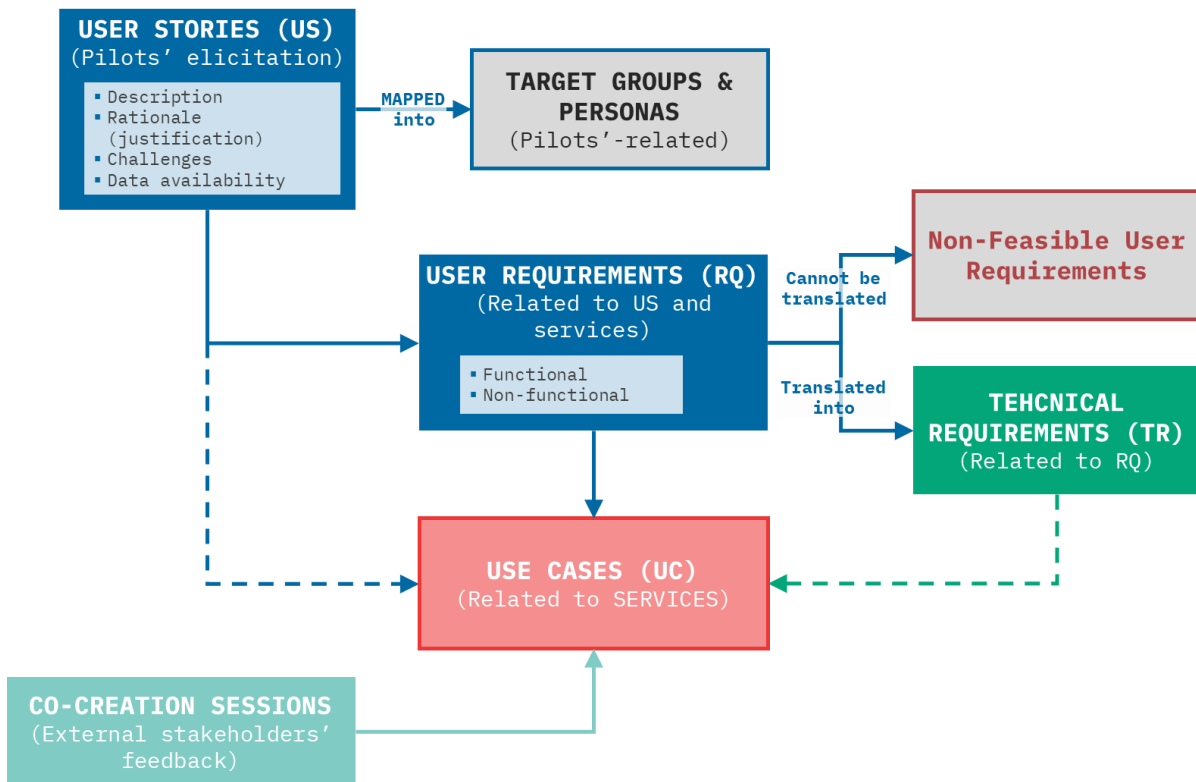 USER STORIES (US)
(Pilots’ elicitation)
▪ Description
▪ Rationale
(justification)
▪ Challenges
▪ Data availability
MAPPED
into
TARGET GROUPS &
PERSONAS
(Pilots’-related)
USER REQUIREMENTS (RQ)
(Related to US and
services)
▪ Functional
▪ Non-functional
Cannot be
translated
Non-Feasible User
Requirements
Translated
into
TEHCNICAL
REQUIREMENTS (TR)
(Related to RQ)
USE CASES (UC)
(Related to SERVICES)
CO-CREATION SESSIONS
(External stakeholders’
feedback)